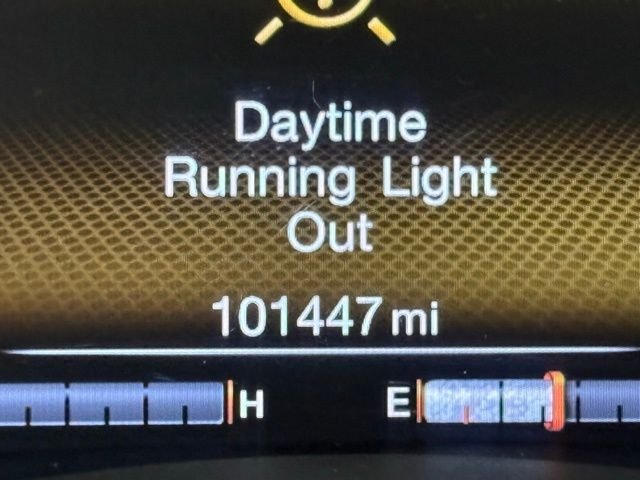 Daytime
Running Light
Out
101447 mi
H E